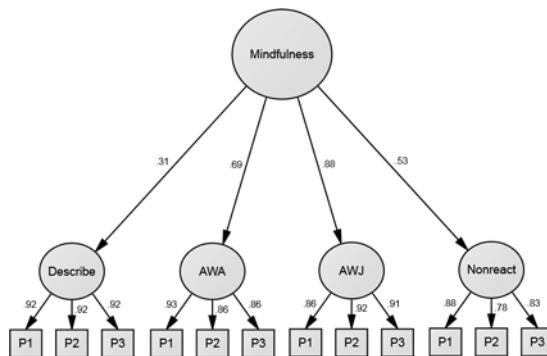 Mindfulness
.31
.69
.88
.53
Describe
AWA
AWJ
Nonreact
.92
.92
.92
.93
.86
.86
.86
.92
.91
.88
.78
.83
P1
P2
P3
P1
P2
P3
P1
P2
P3
P1
P2
P3